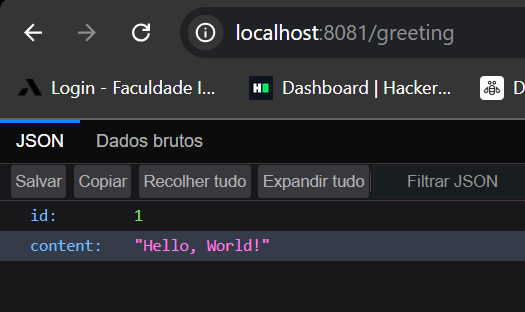 localhost:8081/greeting
Login - Faculdade I... Dashboard | Hacker... D
JSON Dados brutos
Salvar Copiar Recolher tudo Expandir tudo Filtrar JSON
id: 1
content: "Hello, World!"